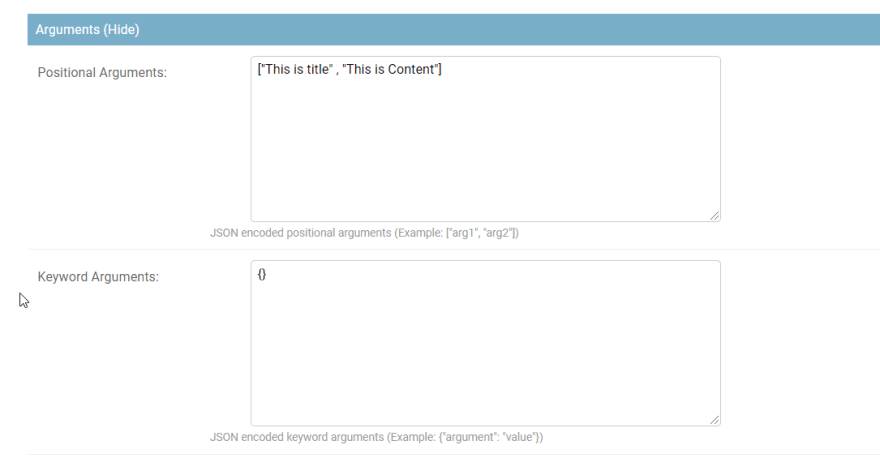 Arguments (Hide)
Positional Arguments:
["This is title" , "This is Content"]
JSON encoded positional arguments (Example: ["arg1", "arg2"])
Keyword Arguments:
{}
JSON encoded keyword arguments (Example: {"argument": "value"})